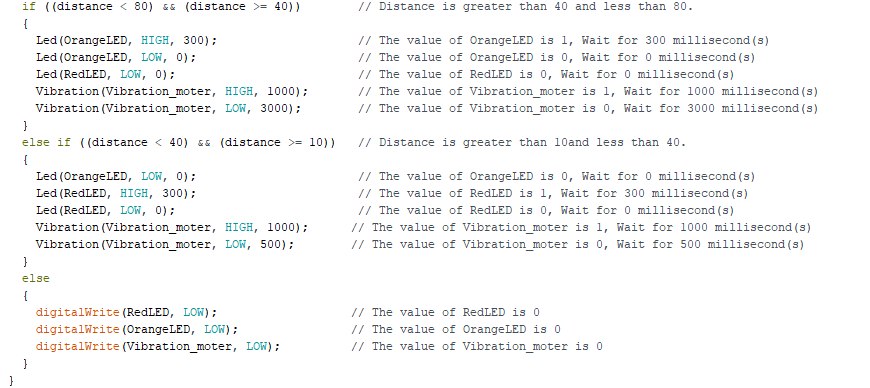 if ((distance < 80) && (distance >= 40)) // Distance is greater than 40 and less than 80.
{
Led(OrangeLED, HIGH, 300); // The value of OrangeLED is 1, Wait for 300 millisecond(s)
Led(OrangeLED, LOW, 0); // The value of OrangeLED is 0, Wait for 0 millisecond(s)
Led(RedLED, LOW, 0); // The value of RedLED is 0, Wait for 0 millisecond(s)
Vibration(Vibration_moter, HIGH, 1000); // The value of Vibration_moter is 1, Wait for 1000 millisecond(s)
Vibration(Vibration_moter, LOW, 3000); // The value of Vibration_moter is 0, Wait for 3000 millisecond(s)
}
else if ((distance < 40) && (distance >= 10)) // Distance is greater than 10and less than 40.
{
Led(OrangeLED, LOW, 0); // The value of OrangeLED is 0, Wait for 0 millisecond(s)
Led(RedLED, HIGH, 300); // The value of RedLED is 1, Wait for 300 millisecond(s)
Led(RedLED, LOW, 0); // The value of RedLED is 0, Wait for 0 millisecond(s)
Vibration(Vibration_moter, HIGH, 1000); // The value of Vibration_moter is 1, Wait for 1000 millisecond(s)
Vibration(Vibration_moter, LOW, 500); // The value of Vibration_moter is 0, Wait for 500 millisecond(s)
}
else
{
digitalWrite(RedLED, LOW); // The value of RedLED is 0
digitalWrite(OrangeLED, LOW); // The value of OrangeLED is 0
digitalWrite(Vibration_moter, LOW); // The value of Vibration_moter is 0
}
}